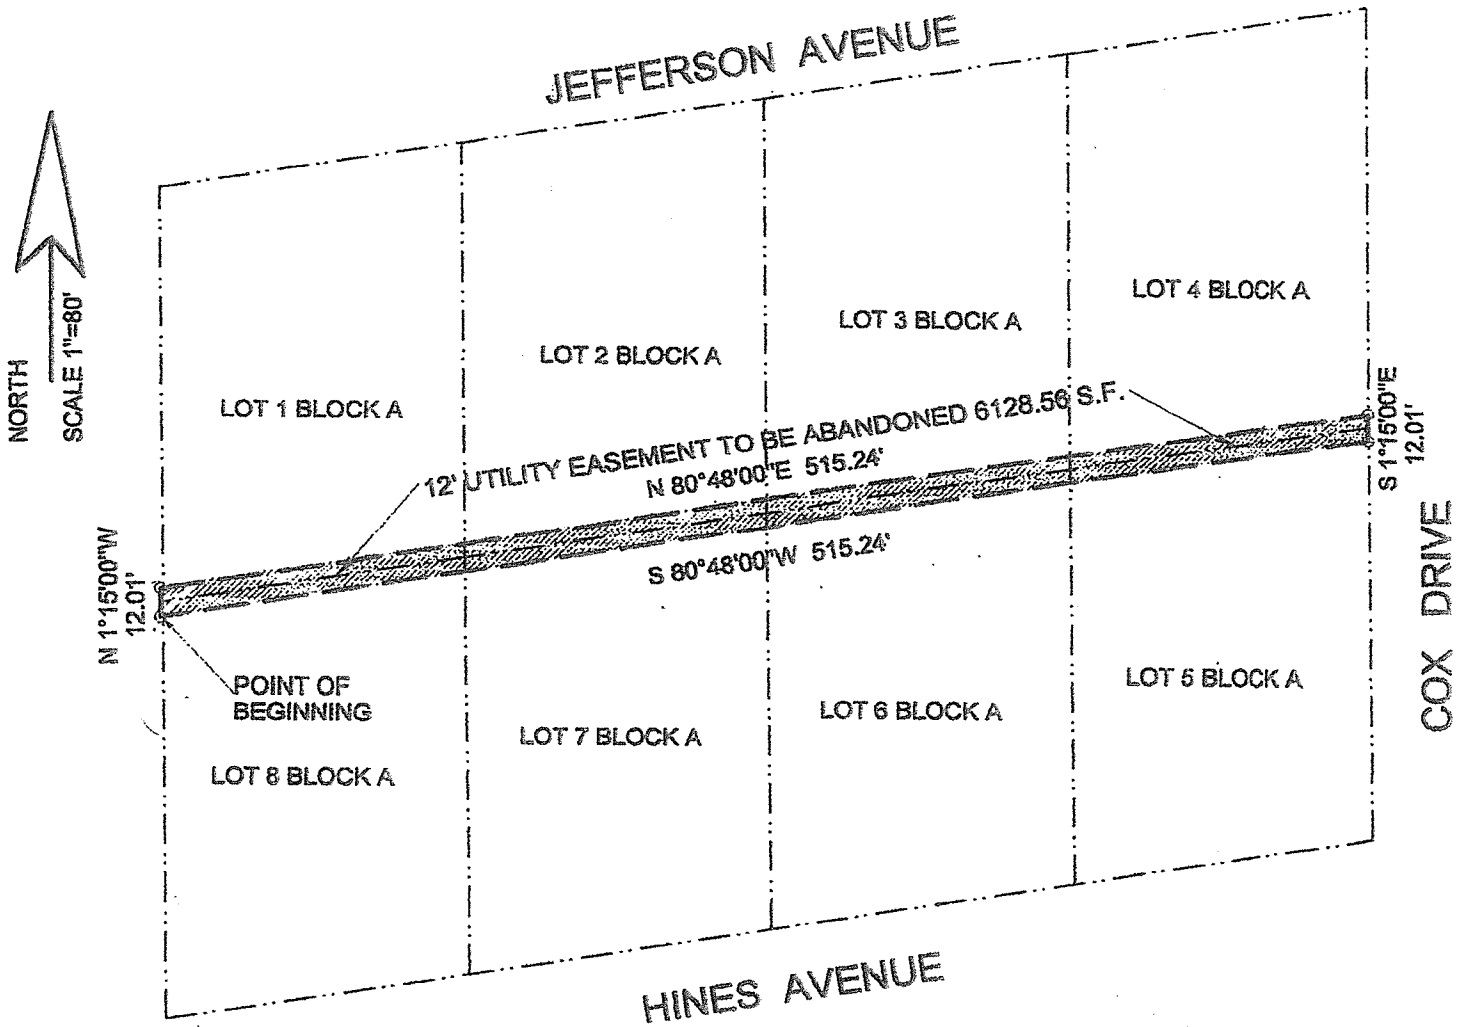 JEFFERSON AVENUE
NORTH
SCALE 1"=80'
LOT 1 BLOCK A
LOT 2 BLOCK A
LOT 3 BLOCK A
LOT 4 BLOCK A
12' UTILITY EASEMENT TO BE ABANDONED 6128.56 S.F.
N 80°48'00"E 515.24'
S 80°48'00"W 515.24'
N 1°15'00"W
12.01'
S 1°15'00"E
12.01'
POINT OF
BEGINNING
LOT 8 BLOCK A
LOT 7 BLOCK A
LOT 6 BLOCK A
LOT 5 BLOCK A
COX DRIVE
HINES AVENUE